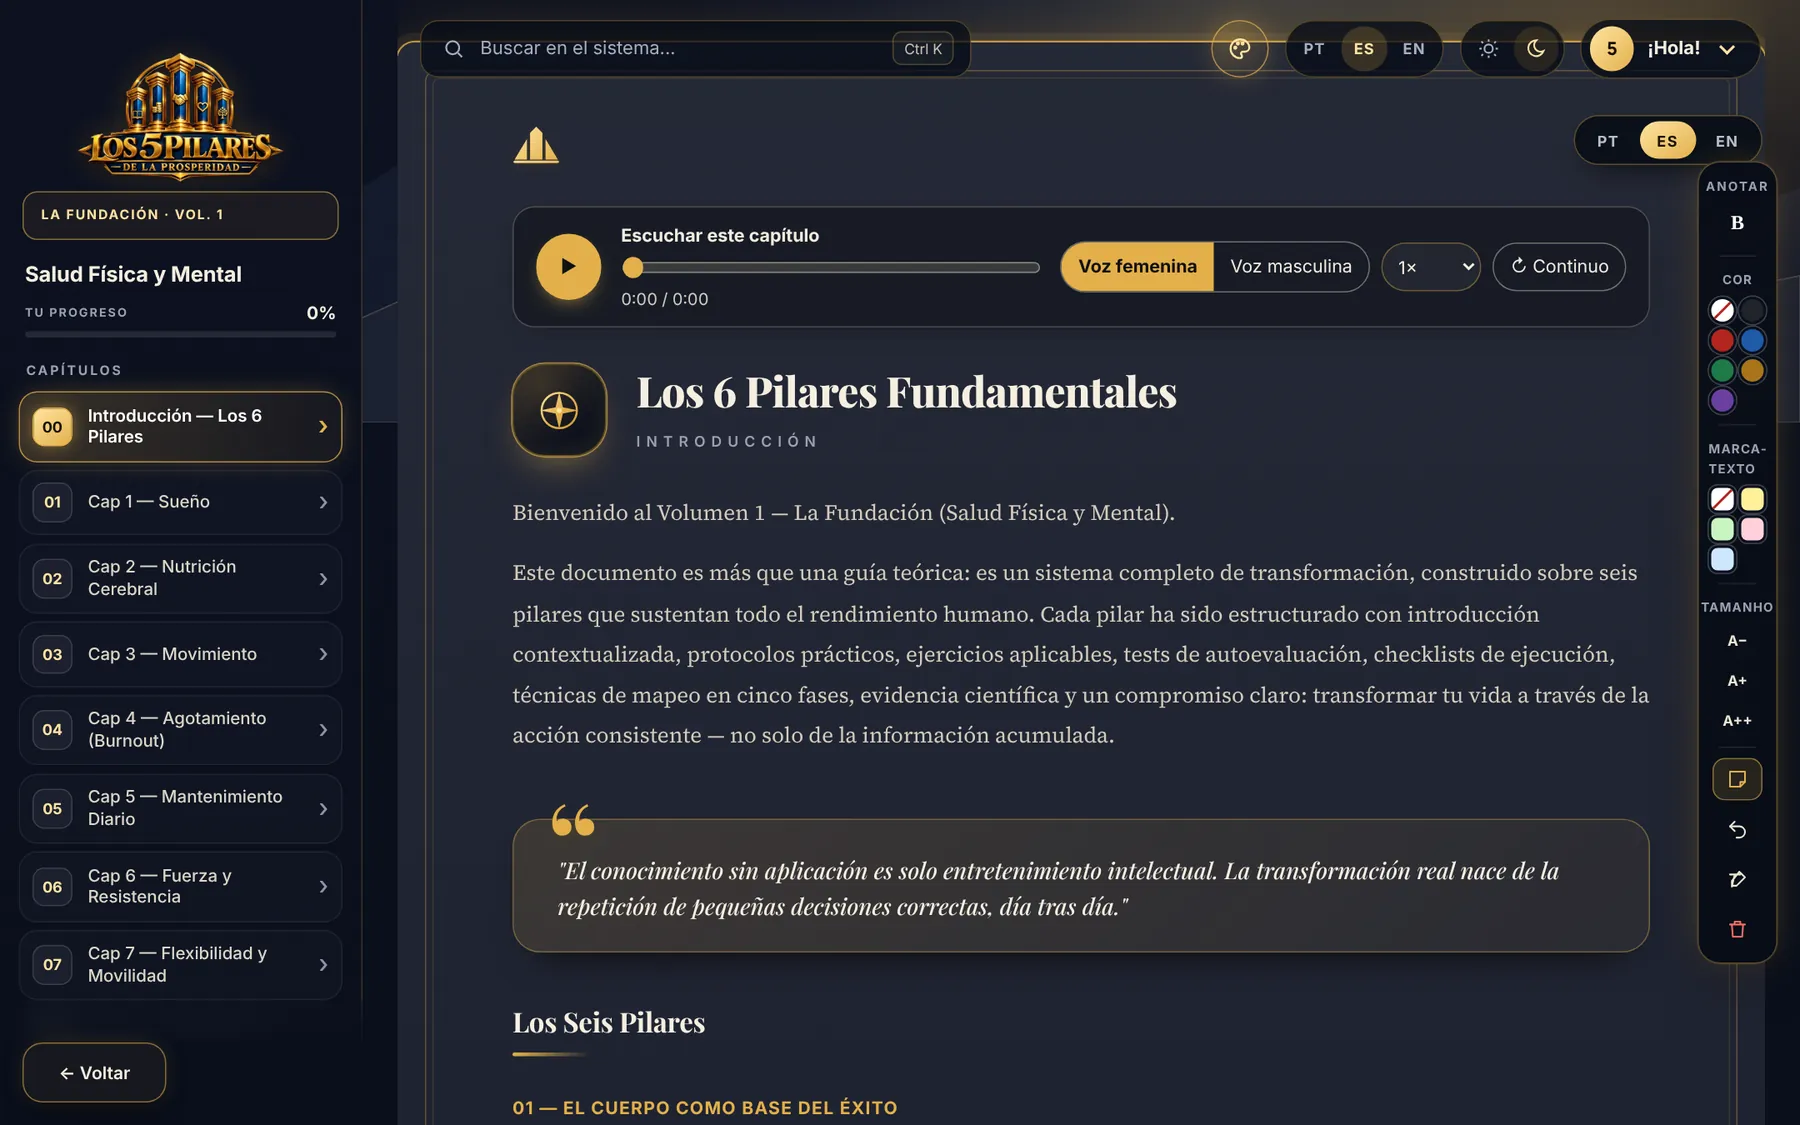 LOS 5 PILARES
DE LA PROSPERIDAD
LA FUNDACIÓN · VOL. 1
Salud Física y Mental
TU PROGRESO 0%
CAPÍTULOS
00 Introducción — Los 6
Pilares
01 Cap 1 — Sueño
02 Cap 2 — Nutrición
Cerebral
03 Cap 3 — Movimiento
04 Cap 4 — Agotamiento
(Burnout)
05 Cap 5 — Mantenimiento
Diario
06 Cap 6 — Fuerza y
Resistencia
07 Cap 7 — Flexibilidad y
Movilidad
← Voltar
Buscar en el sistema... Ctrl K
PT ES EN
5 ¡Hola!
PT ES EN
Escuchar este capítulo
0:00 / 0:00
Voz femenina Voz masculina 1× ↻ Continuo
Los 6 Pilares Fundamentales
INTRODUCCIÓN
Bienvenido al Volumen 1 — La Fundación (Salud Física y Mental).
Este documento es más que una guía teórica: es un sistema completo de transformación, construido sobre seis
pilares que sustentan todo el rendimiento humano. Cada pilar ha sido estructurado con introducción
contextualizada, protocolos prácticos, ejercicios aplicables, tests de autoevaluación, checklists de ejecución,
técnicas de mapeo en cinco fases, evidencia científica y un compromiso claro: transformar tu vida a través de la
acción consistente — no solo de la información acumulada.
“
"El conocimiento sin aplicación es solo entretenimiento intelectual. La transformación real nace de la
repetición de pequeñas decisiones correctas, día tras día."
Los Seis Pilares
01 — EL CUERPO COMO BASE DEL ÉXITO
ANOTAR
B
COR
MARCA-
TEXTO
TAMANHO
A−
A+
A++